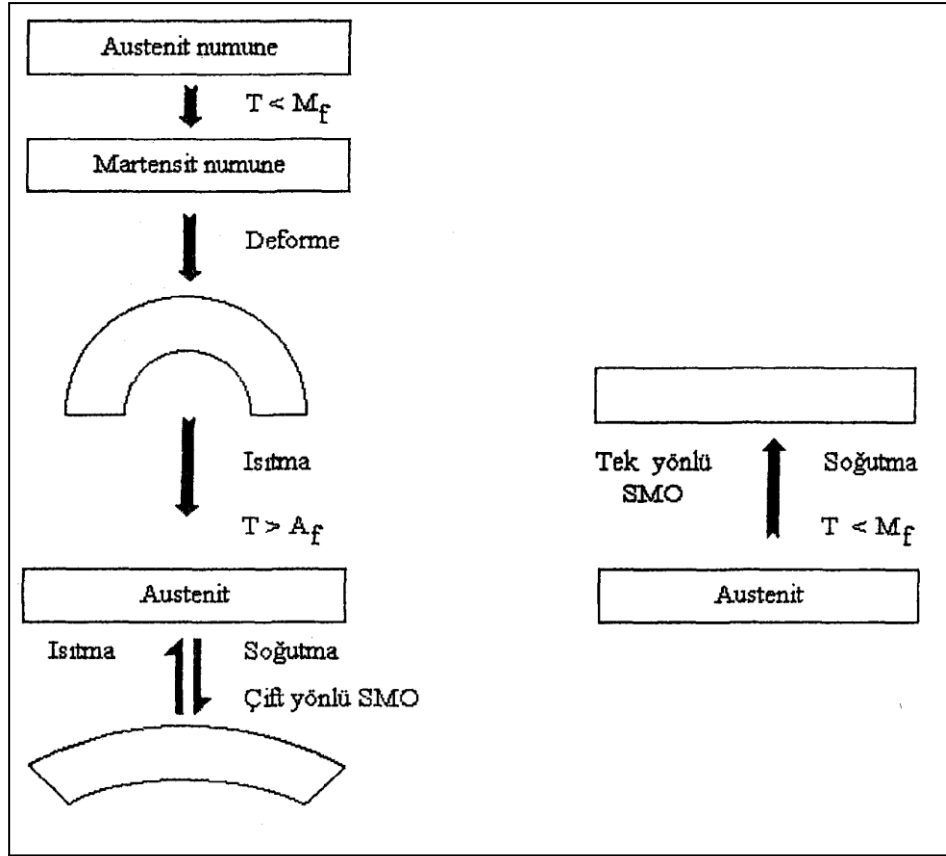 Austenit numune
T < Mf
Martensit numune
Deforme
Isıtma
T > Af
Austenit
Isıtma
Soğutma
Çift yönlü SMO
Tek yönlü
SMO
Soğutma
T < Mf
Austenit